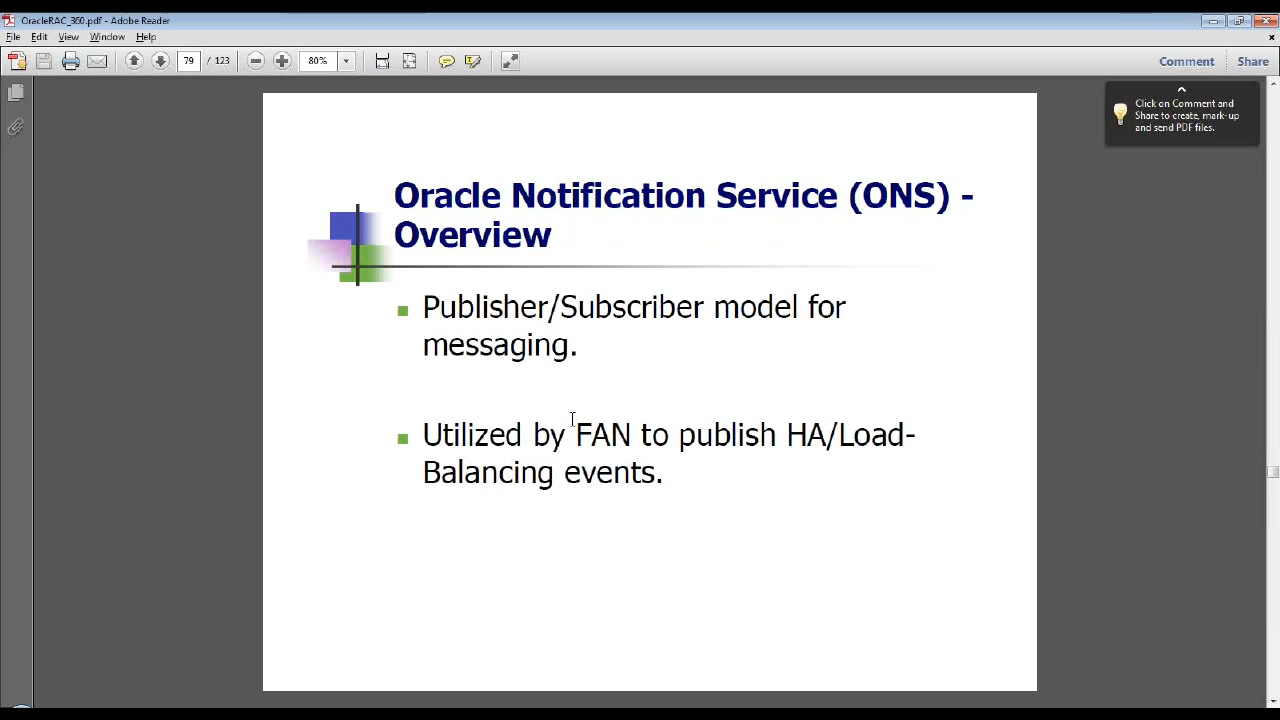 OracleRAC_360.pdf - Adobe Reader
File Edit View Window Help
79 / 123 80% Comment Share
Click on Comment and
Share to create, mark-up
and send PDF files.
Oracle Notification Service (ONS) -
Overview
Publisher/Subscriber model for
messaging.
Utilized by FAN to publish HA/Load-
Balancing events.